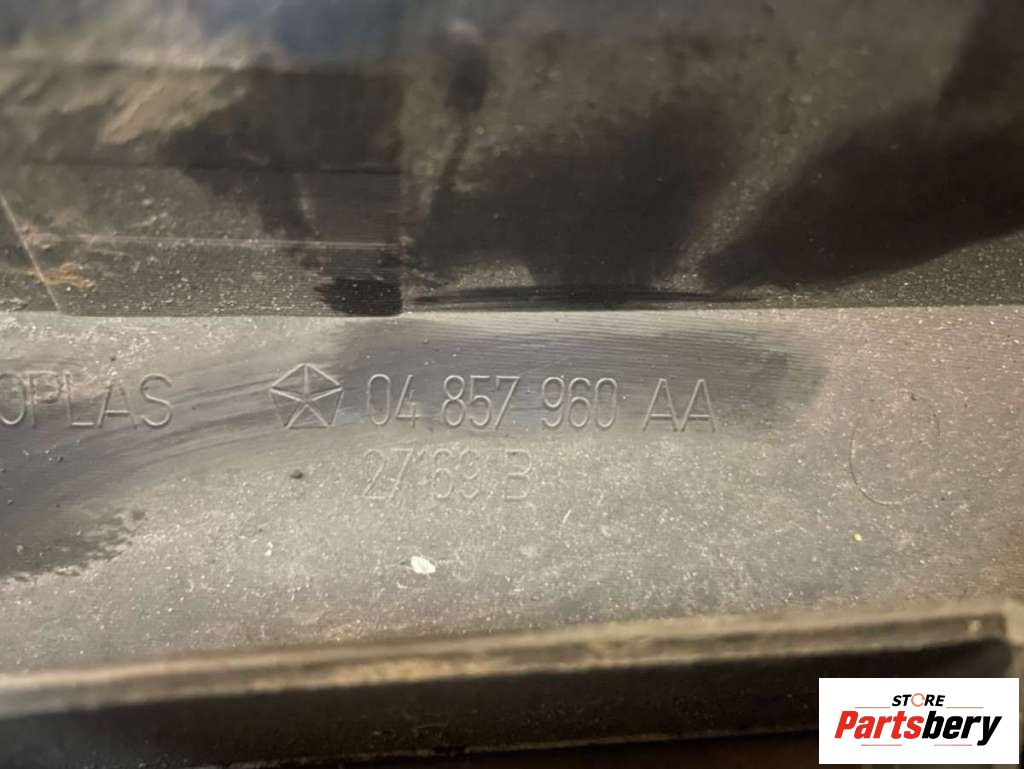 OPLAS 04 857 960 AA
27169 B
STORE
Partsbery